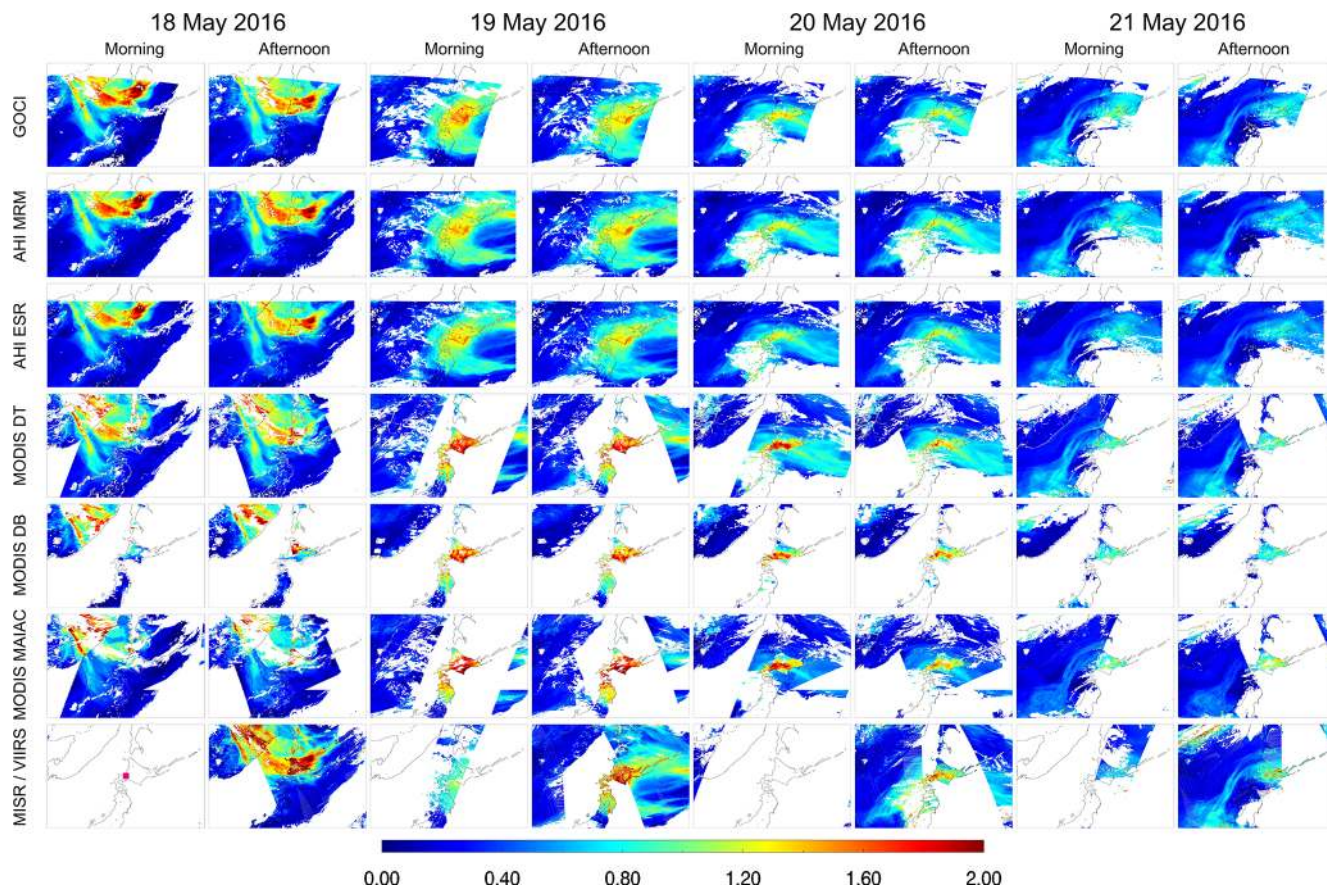 18 May 2016 19 May 2016 20 May 2016 21 May 2016
Morning Afternoon Morning Afternoon Morning Afternoon Morning Afternoon
GOCI
AHI MRM
AHI ESR
MODIS DT
MODIS DB
MODIS MAIAC
MISR / VIIRS
0.00 0.40 0.80 1.20 1.60 2.00